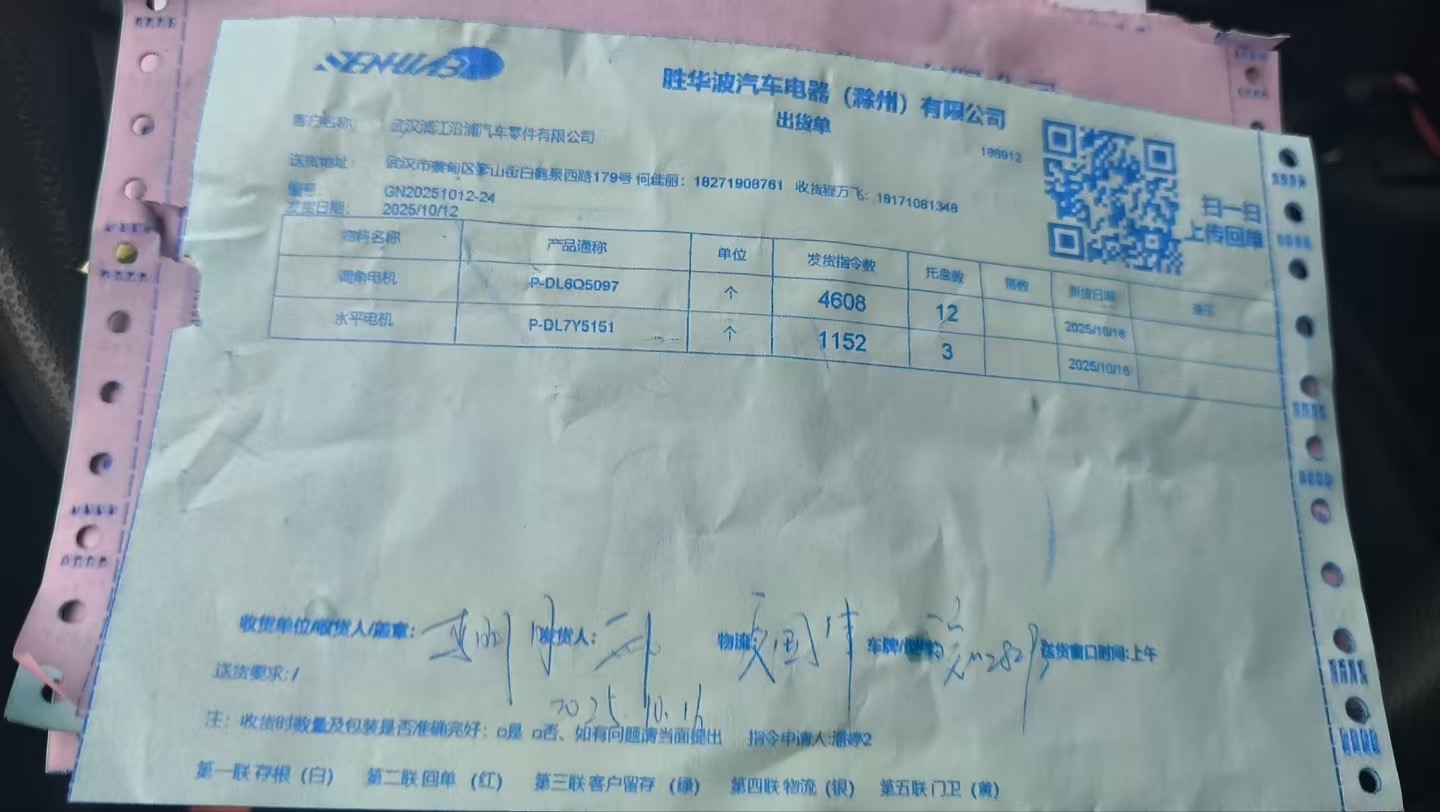 SENHUAB
胜华波汽车电器（滁州）有限公司
出货单
客户名称： 武汉浦江沿浦汽车零件有限公司
188912
送货地址： 武汉市蔡甸区奓山街白鹤泉西路179号 何佳丽：18271908761 收货程万飞：18171081348
编号： GN20251012-24
发货日期： 2025/10/12
扫一扫
上传回单
物料名称 产品通称 单位 发货指令数 托盘数 箱数 到货日期 备注
调角电机 P-DL6Q5097 个 4608 12 2025/10/16
水平电机 P-DL7Y5151 个 1152 3 2025/10/16
收货单位/收货人/盖章： 发货人： 物流 夏国 车牌/ 送货窗口时间:上午
送货要求:/
2025.10.16
注：收货时数量及包装是否准确完好：□是 □否、如有问题请当面提出 指令申请人:潘婷2
第一联 存根（白） 第二联 回单（红） 第三联 客户留存（绿） 第四联 物流（银） 第五联 门卫（黄）